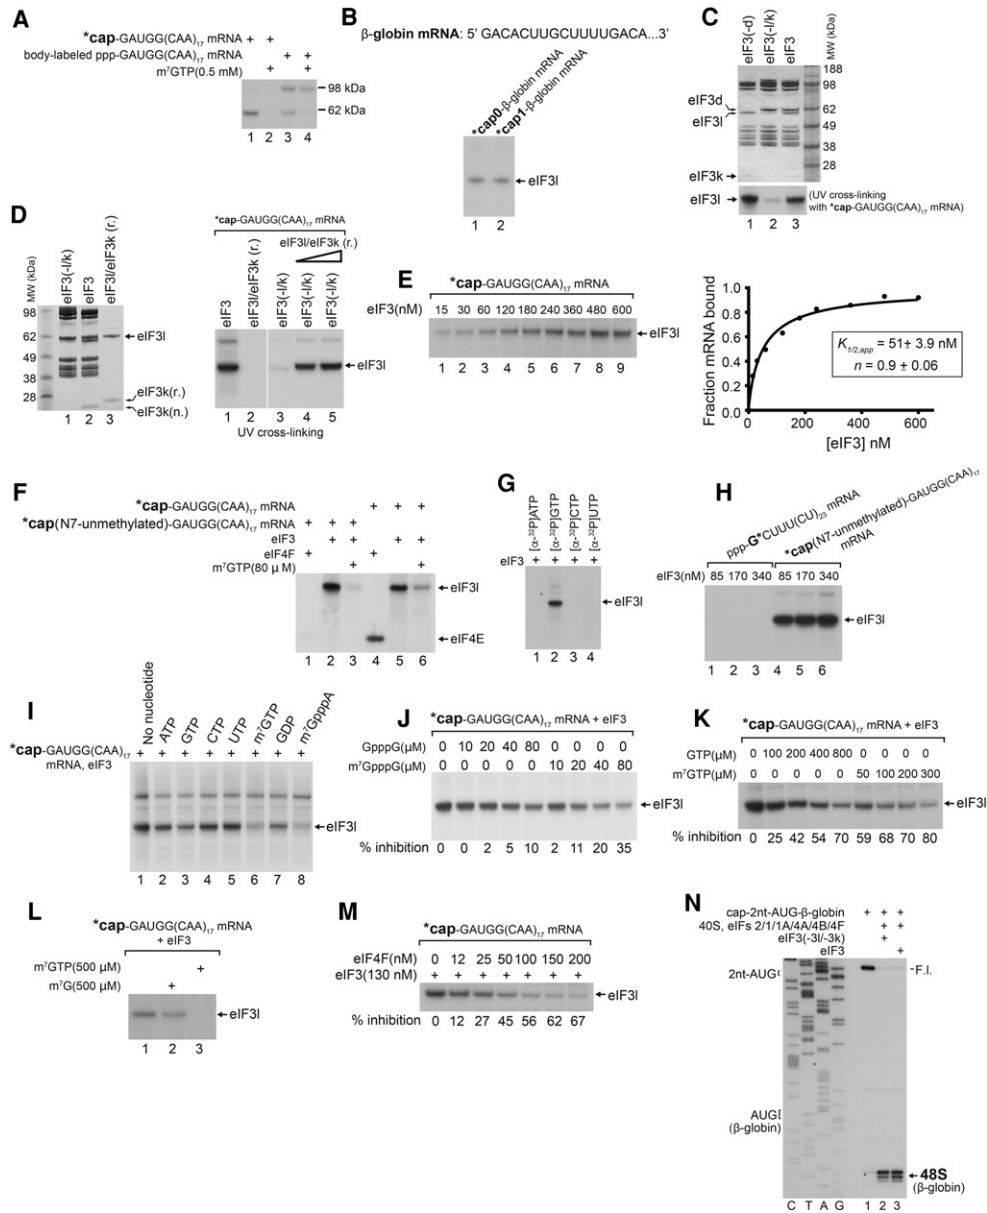 A
*cap-GAUGG(CAA)17 mRNA + +
body-labeled ppp-GAUGG(CAA)17 mRNA + +
m7GTP(0.5 mM) + +
98 kDa
62 kDa
1 2 3 4
B
β-globin mRNA: 5' GACACUUGCUUUUGACA...3'
*cap0-β-globin mRNA
*cap1-β-globin mRNA
eIF3l
1 2
C
eIF3(-d)
eIF3(-l/k)
eIF3
MW (kDa)
188
98
62
49
38
28
eIF3d
eIF3l
eIF3k
eIF3l
(UV cross-linking
with *cap-GAUGG(CAA)17 mRNA)
1 2 3
D
MW (kDa)
eIF3(-l/k)
eIF3
eIF3l/eIF3k (r.)
98
62
49
38
28
eIF3l
eIF3k(r.)
eIF3k(n.)
1 2 3
*cap-GAUGG(CAA)17 mRNA
eIF3l/eIF3k (r.)
eIF3
eIF3l/eIF3k (r.)
eIF3(-l/k)
eIF3(-l/k)
eIF3(-l/k)
eIF3l
1 2 3 4 5
UV cross-linking
E
*cap-GAUGG(CAA)17 mRNA
eIF3(nM) 15 30 60 120 180 240 360 480 600
eIF3l
1 2 3 4 5 6 7 8 9
Fraction mRNA bound
1.0
0.8
0.6
0.4
0.2
0.0
K1/2,app = 51± 3.9 nM
n = 0.9 ± 0.06
0 200 400 600
[eIF3] nM
F
*cap-GAUGG(CAA)17 mRNA + + +
*cap(N7-unmethylated)-GAUGG(CAA)17 mRNA + + +
eIF3 + + + +
eIF4F + +
m7GTP(80 μM) + +
eIF3l
eIF4E
1 2 3 4 5 6
G
[α-32P]ATP
[α-32P]GTP
[α-32P]CTP
[α-32P]UTP
eIF3 + + + +
eIF3l
1 2 3 4
H
ppp-G*CUUU(CU)23 mRNA
*cap(N7-unmethylated)-GAUGG(CAA)17
mRNA
eIF3(nM) 85 170 340 85 170 340
eIF3l
1 2 3 4 5 6
I
No nucleotide
ATP
GTP
CTP
UTP
m7GTP
GDP
m7GpppA
*cap-GAUGG(CAA)17 + + + + + + + +
mRNA, eIF3
eIF3l
1 2 3 4 5 6 7 8
J
*cap-GAUGG(CAA)17 mRNA + eIF3
GpppG(μM) 0 10 20 40 80 0 0 0 0
m7GpppG(μM) 0 0 0 0 0 10 20 40 80
eIF3l
% inhibition 0 0 2 5 10 2 11 20 35
K
*cap-GAUGG(CAA)17 mRNA + eIF3
GTP(μM) 0 100 200 400 800 0 0 0 0
m7GTP(μM) 0 0 0 0 0 50 100 200 300
eIF3l
% inhibition 0 25 42 54 70 59 68 70 80
L
*cap-GAUGG(CAA)17 mRNA
+ eIF3
m7GTP(500 μM) +
m7G(500 μM) +
eIF3l
1 2 3
M
*cap-GAUGG(CAA)17 mRNA
eIF4F(nM) 0 12 25 50 100 150 200
eIF3(130 nM) + + + + + + +
eIF3l
% inhibition 0 12 27 45 56 62 67
N
cap-2nt-AUG-β-globin + + +
40S, eIFs 2/1/1A/4A/4B/4F + +
eIF3(-3l/-3k) +
eIF3 +
2nt-AUG[
-F.l.
AUG[
(β-globin)
48S
(β-globin)
C T A G 1 2 3